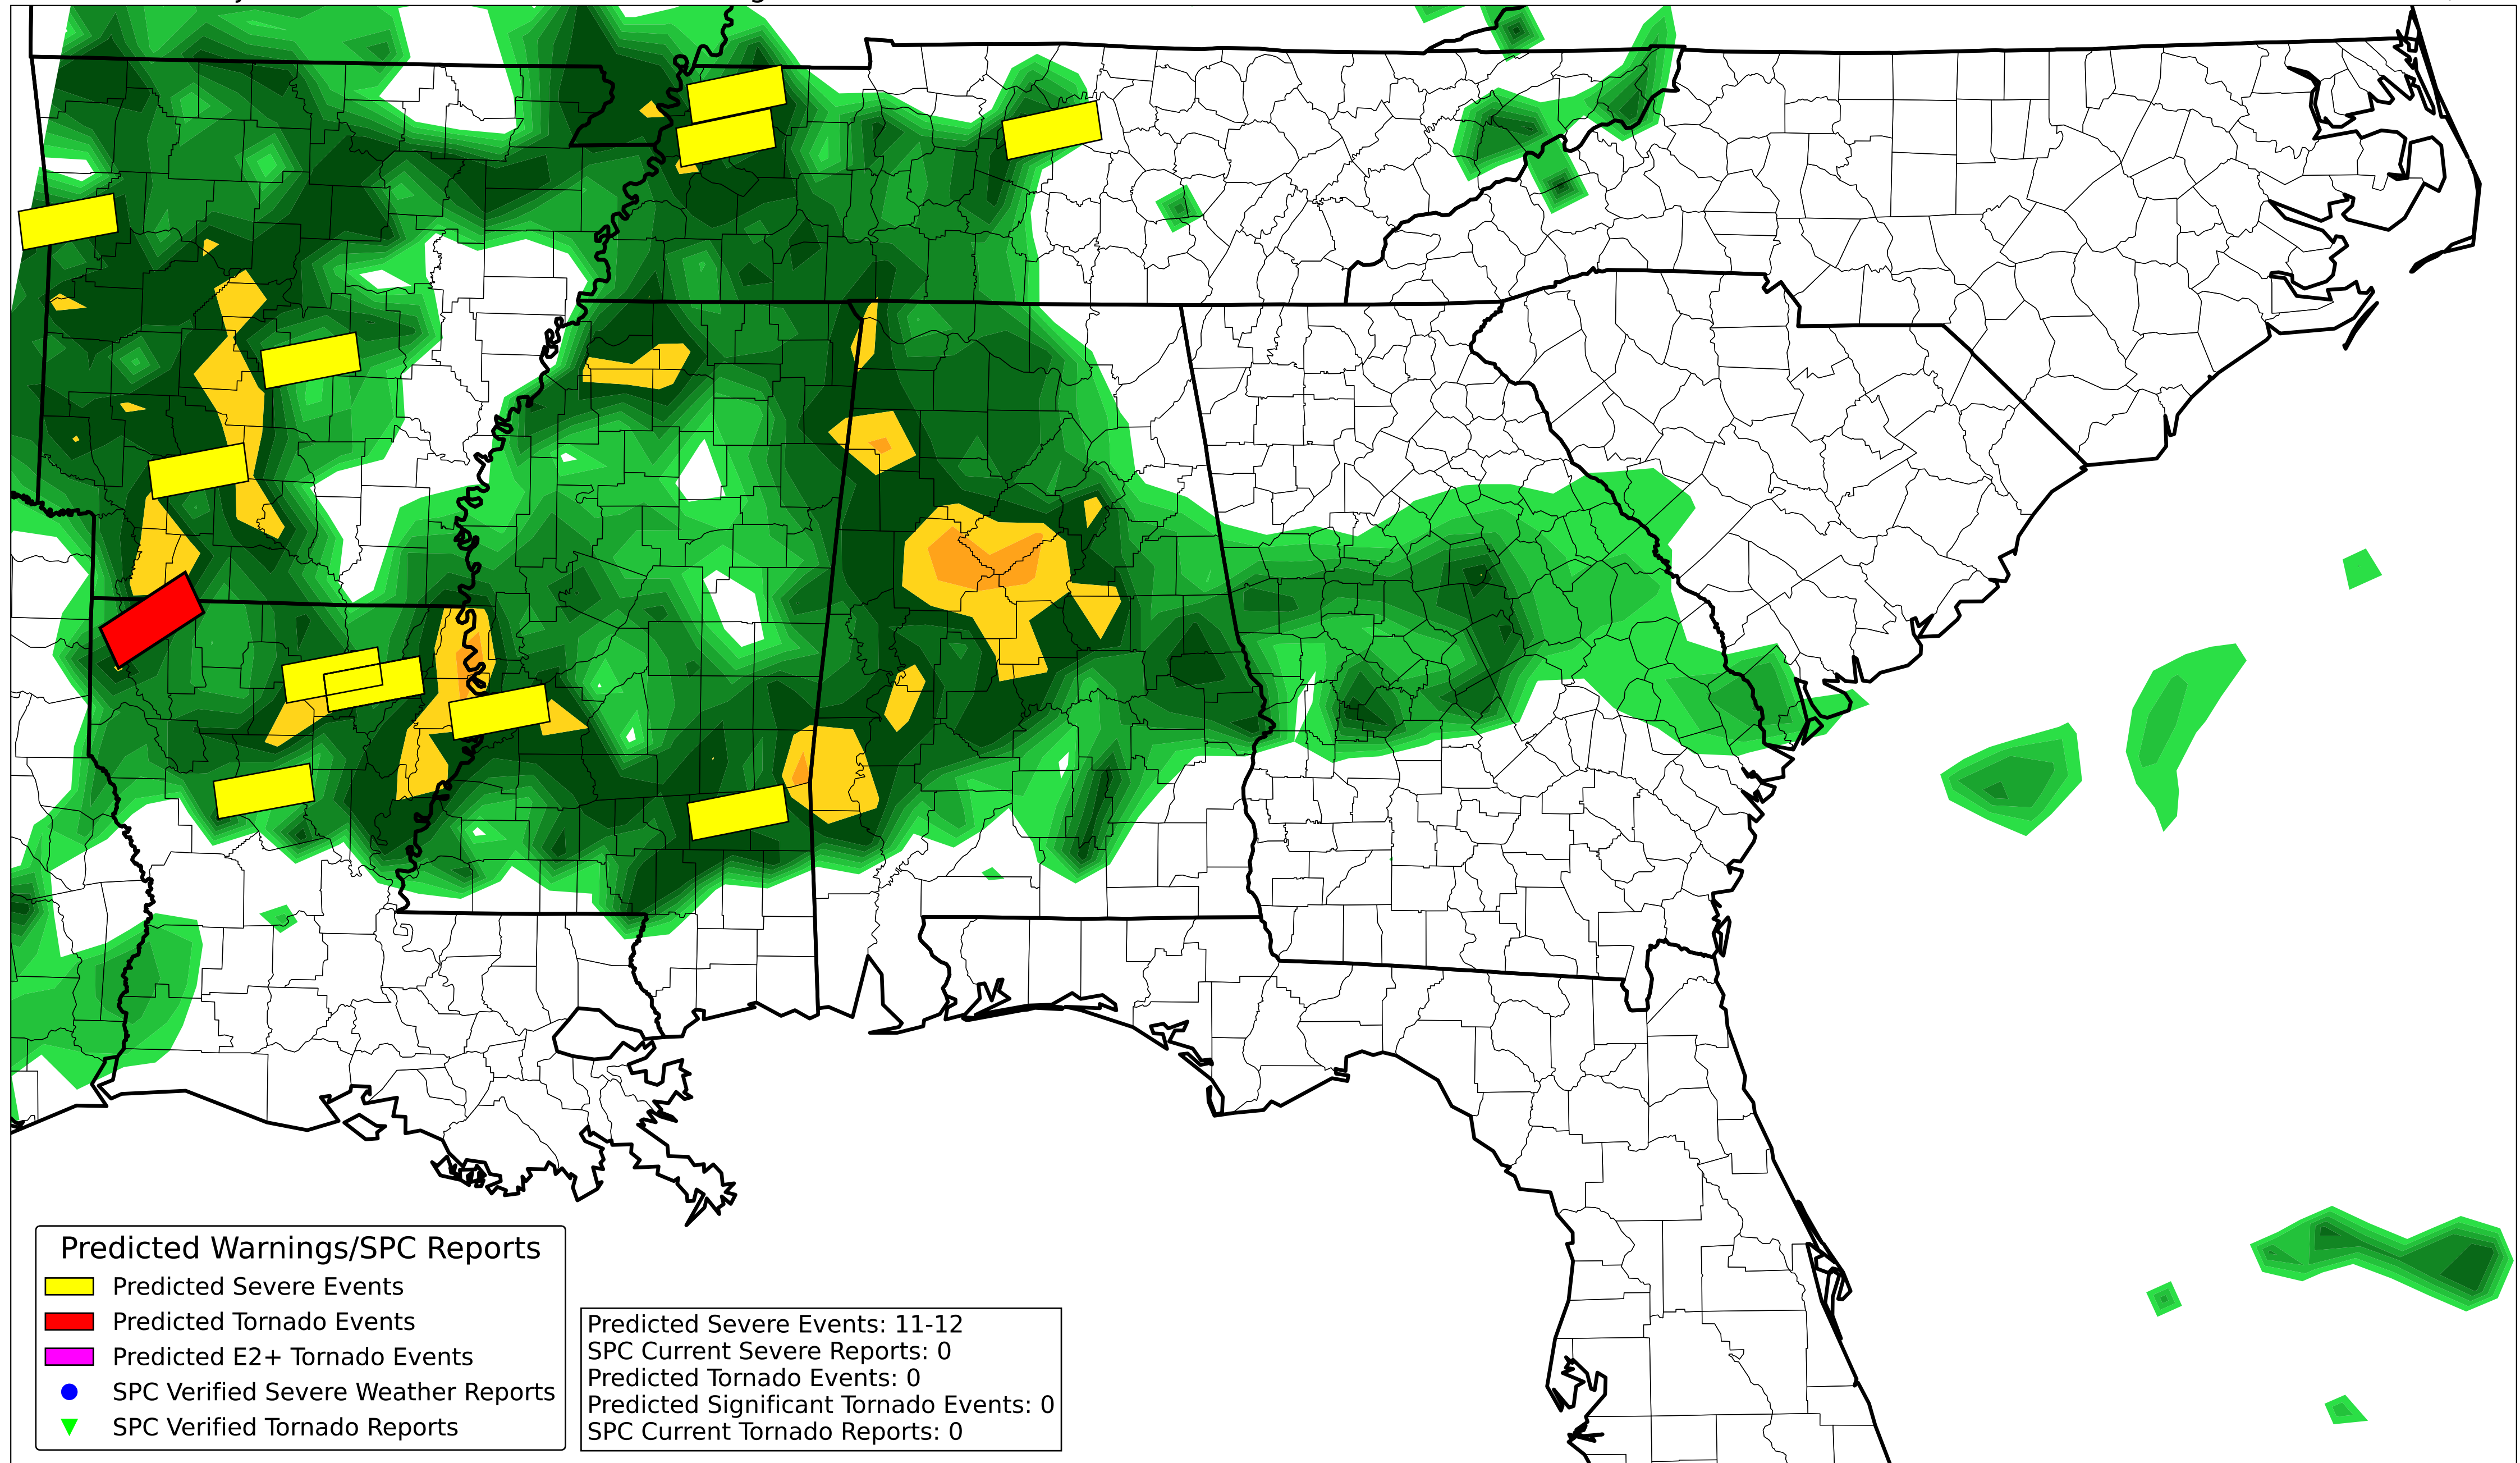 Predicted Warnings/SPC Reports
Predicted Severe Events
Predicted Tornado Events
Predicted E2+ Tornado Events
SPC Verified Severe Weather Reports
SPC Verified Tornado Reports
Predicted Severe Events: 11-12
SPC Current Severe Reports: 0
Predicted Tornado Events: 0
Predicted Significant Tornado Events: 0
SPC Current Tornado Reports: 0